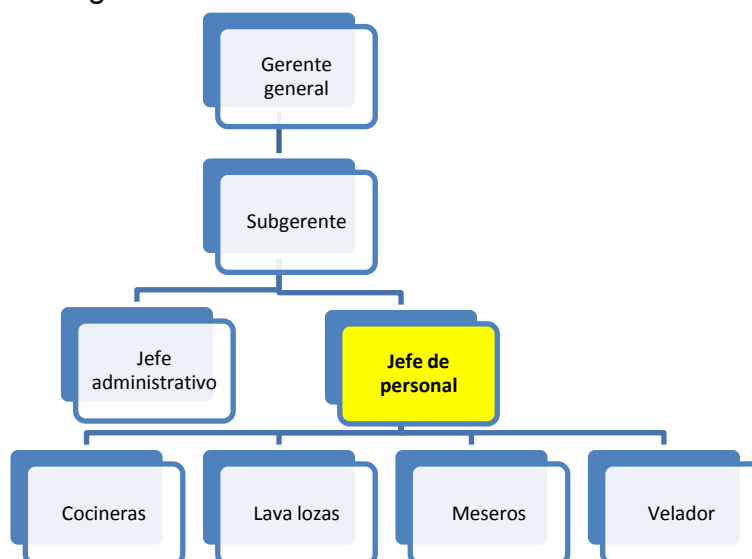 Gerente
general
Subgerente
Jefe
administrativo
Jefe de
personal
Cocineras
Lava lozas
Meseros
Velador